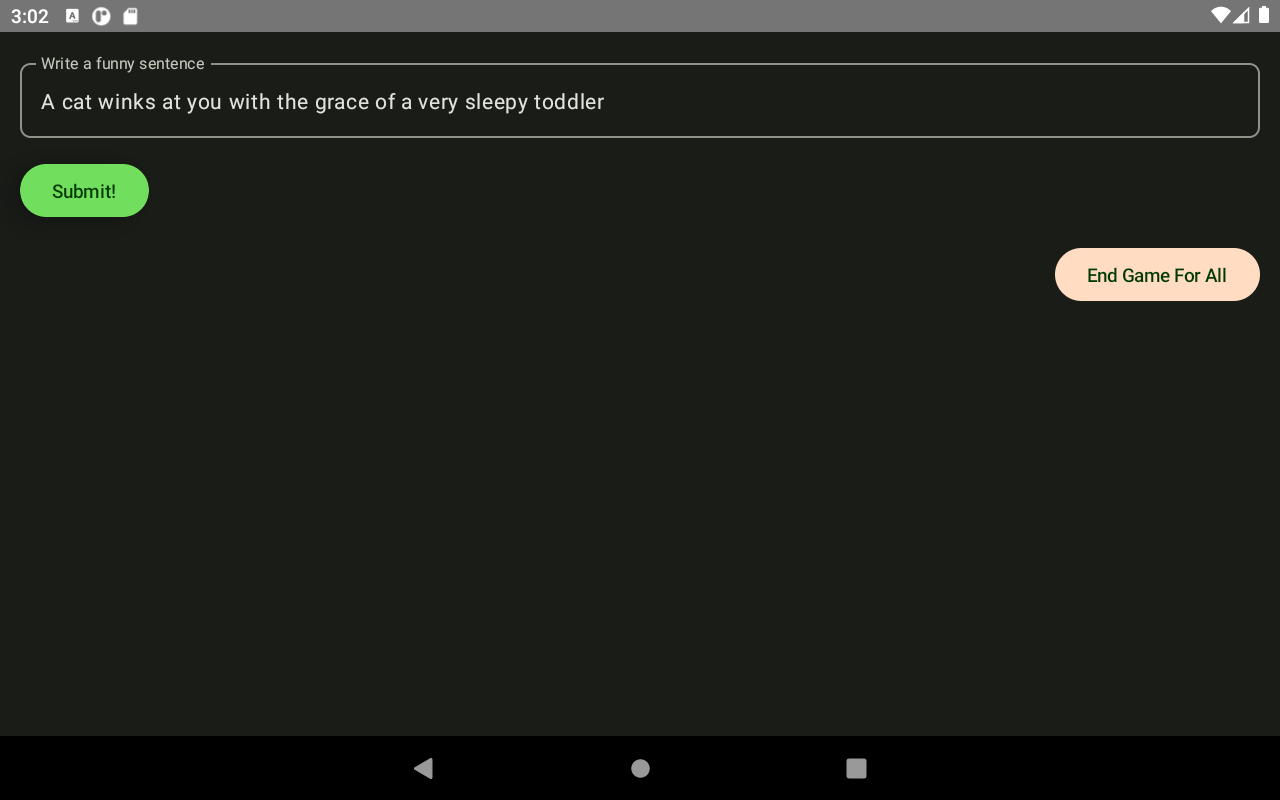 3:02
Write a funny sentence
A cat winks at you with the grace of a very sleepy toddler
Submit!
End Game For All